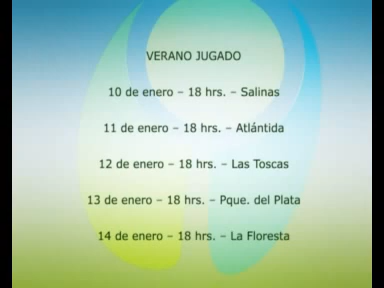 VERANO JUGADO
10 de enero – 18 hrs. – Salinas
11 de enero – 18 hrs. – Atlántida
12 de enero – 18 hrs. – Las Toscas
13 de enero – 18 hrs. – Pque. del Plata
14 de enero – 18 hrs. – La Floresta